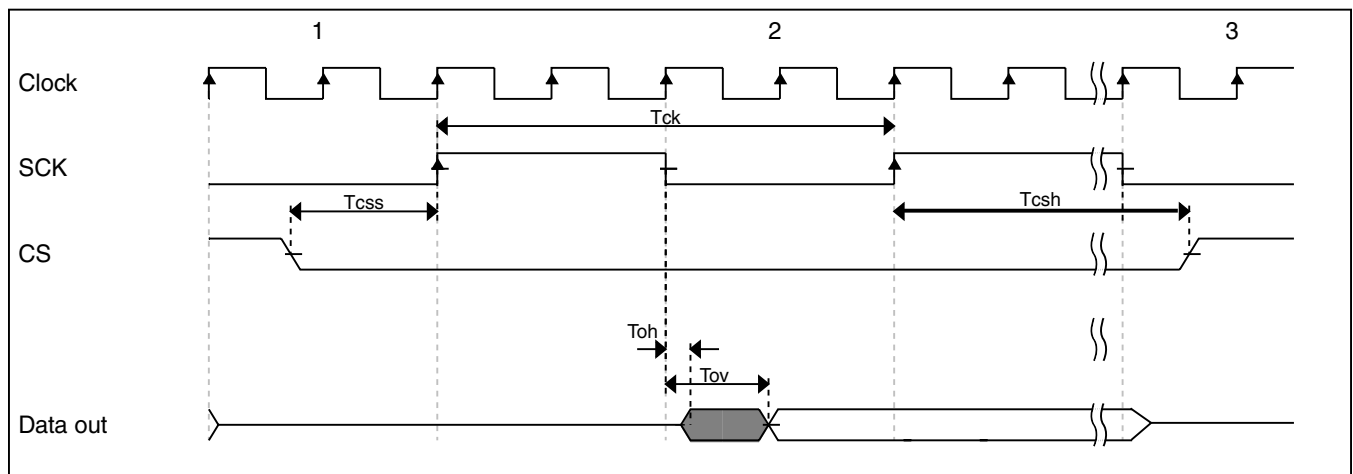 1 2 3
Clock
Tck
SCK
Tcss Tcsh
CS
Toh
Tov
Data out